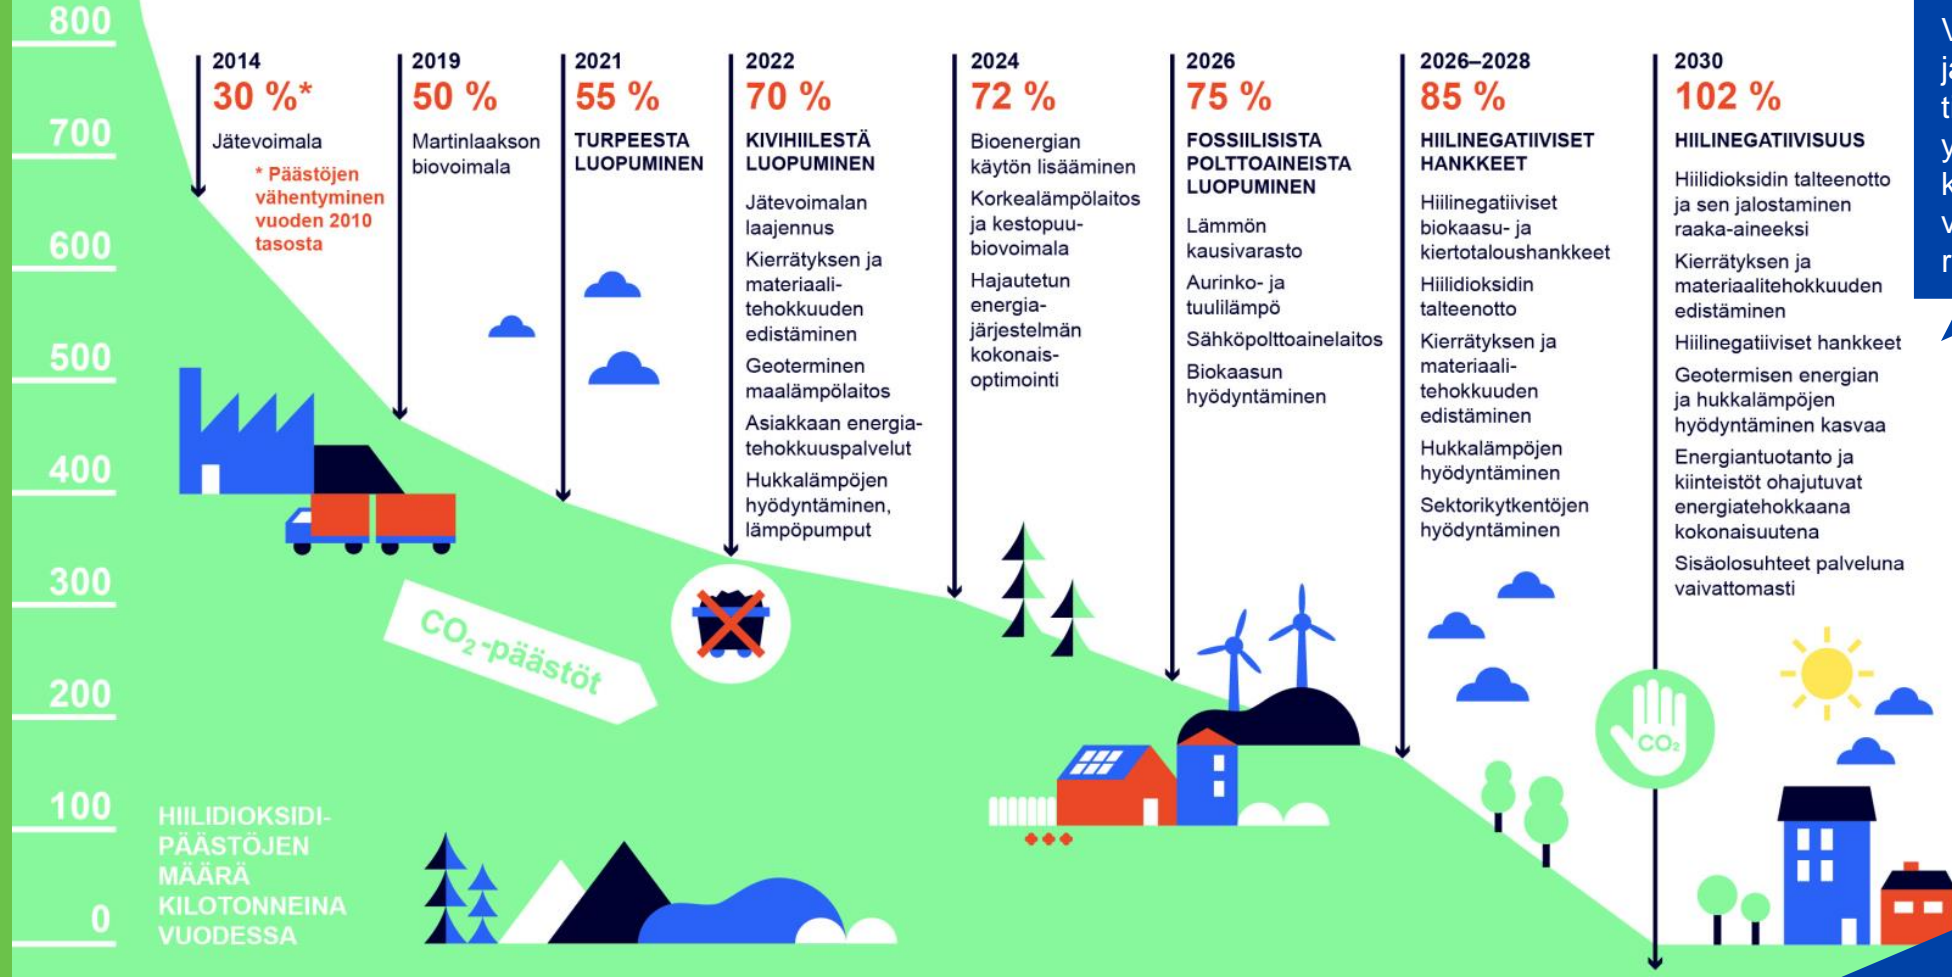 800
700
600
500
400
300
200
100
0
HIILIDIOKSIDI-
PÄÄSTÖJEN
MÄÄRÄ
KILOTONNEINA
VUODESSA
2014
30 %*
Jätevoimala
* Päästöjen
vähentyminen
vuoden 2010
tasosta
2019
50 %
Martinlaakson
biovoimala
2021
55 %
TURPEESTA
LUOPUMINEN
2022
70 %
KIVIHIILESTÄ
LUOPUMINEN
Jätevoimalan
laajennus
Kierrätyksen ja
materiaali-
tehokkuuden
edistäminen
Geoterminen
maalämpölaitos
Asiakkaan energia-
tehokkuuspalvelut
Hukkalämpöjen
hyödyntäminen,
lämpöpumput
2024
72 %
Bioenergian
käytön lisääminen
Korkealämpölaitos
ja kestopuu-
biovoimala
Hajautetun
energia-
järjestelmän
kokonais-
optimointi
2026
75 %
FOSSIILISISTA
POLTTOAINEISTA
LUOPUMINEN
Lämmön
kausivarasto
Aurinko- ja
tuulilämpö
Sähköpolttoainelaitos
Biokaasun
hyödyntäminen
2026–2028
85 %
HIILINEGATIIVISET
HANKKEET
Hiilinegatiiviset
biokaasu- ja
kiertotaloushankkeet
Hiilidioksidin
talteenotto
Kierrätyksen ja
materiaali-
tehokkuuden
edistäminen
Hukkalämpöjen
hyödyntäminen
Sektorikytkentöjen
hyödyntäminen
2030
102 %
HIILINEGATIIVISUUS
Hiilidioksidin talteenotto
ja sen jalostaminen
raaka-aineeksi
Kierrätyksen ja
materiaalitehokkuuden
edistäminen
Hiilinegatiiviset hankkeet
Geotermisen energian
ja hukkalämpöjen
hyödyntäminen kasvaa
Energiantuotanto ja
kiinteistöt ohajutuvat
energiatehokkaana
kokonaisuutena
Sisäolosuhteet palveluna
vaivattomasti
CO₂-päästöt
CO₂